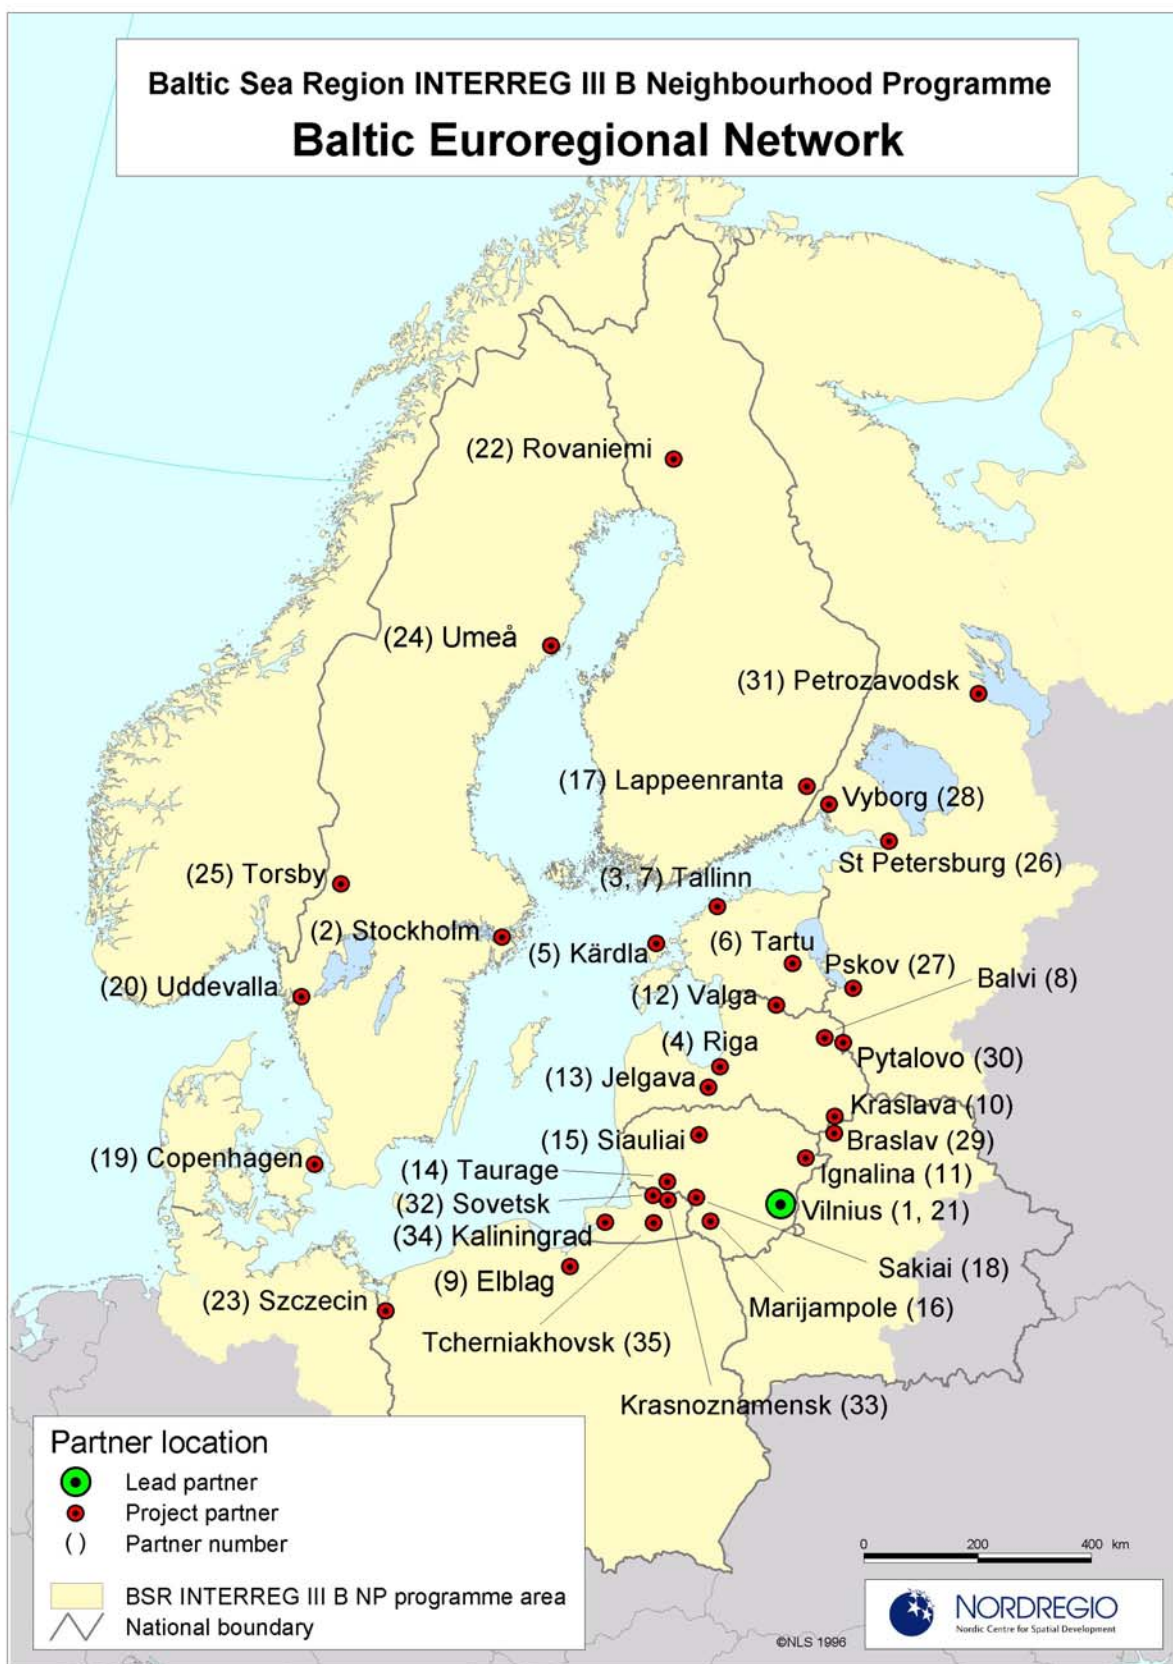 Baltic Sea Region INTERREG III B Neighbourhood Programme
Baltic Euroregional Network
(22) Rovaniemi
(24) Umeå
(31) Petrozavodsk
(17) Lappeenranta
Vyborg (28)
St Petersburg (26)
(25) Torsby
(3, 7) Tallinn
(2) Stockholm
(5) Kärdla
(6) Tartu
Pskov (27)
Balvi (8)
(20) Uddevalla
(12) Valga
(4) Riga
Pytalovo (30)
(13) Jelgava
Kraslava (10)
(15) Siauliai
Braslav (29)
(19) Copenhagen
(14) Taurage
Ignalina (11)
(32) Sovetsk
Vilnius (1, 21)
(34) Kaliningrad
Sakiai (18)
(9) Elblag
(23) Szczecin
Marijampole (16)
Tcherniakhovsk (35)
Krasnoznamensk (33)
Partner location
Lead partner
Project partner
( ) Partner number
BSR INTERREG III B NP programme area
National boundary
0 200 400 km
NORDREGIO
Nordic Centre for Spatial Development
©NLS 1996